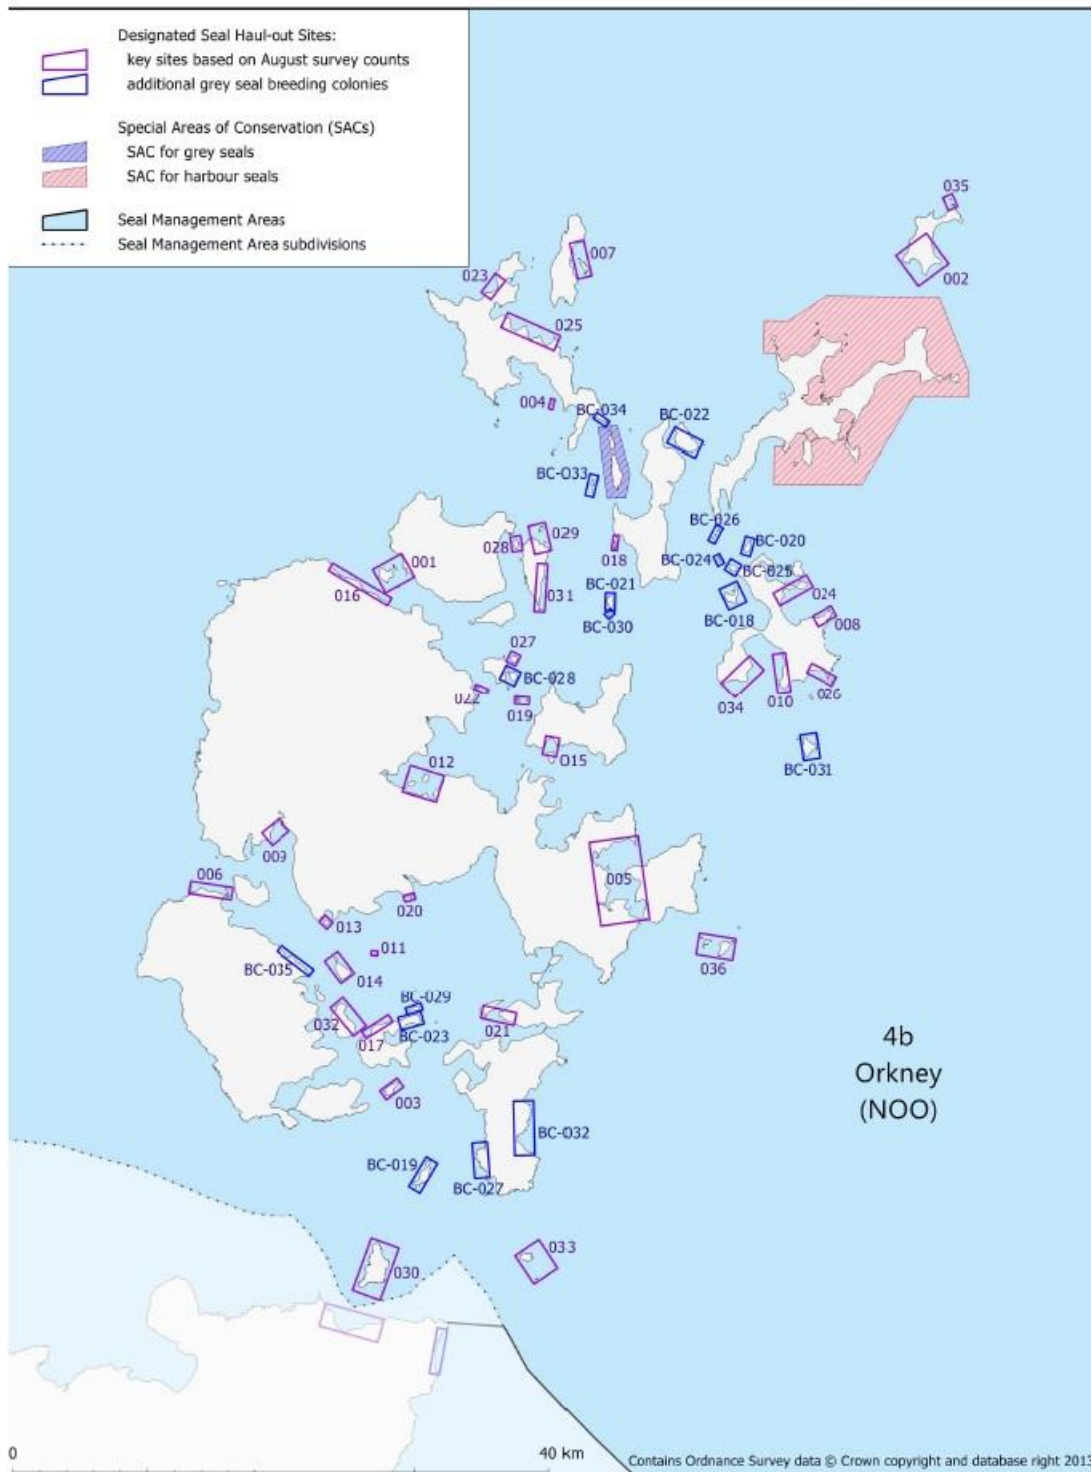 Designated Seal Haul-out Sites:
key sites based on August survey counts
additional grey seal breeding colonies
Special Areas of Conservation (SACs)
SAC for grey seals
SAC for harbour seals
Seal Management Areas
Seal Management Area subdivisions
035
007
002
023
025
004
BC-034
BC-022
BC-033
BC-026
029
028
BC-020
018
001
BC-024
BC-025
016
BC-021
031
024
BC-018
008
BC-030
027
BC-028
022
026
010
034
019
015
012
BC-031
009
005
006
020
013
011
036
BC-035
014
BC-029
032
021
017
BC-023
4b
Orkney
(NOO)
003
BC-032
BC-019
BC-027
033
030
0
40 km
Contains Ordnance Survey data © Crown copyright and database right 2013